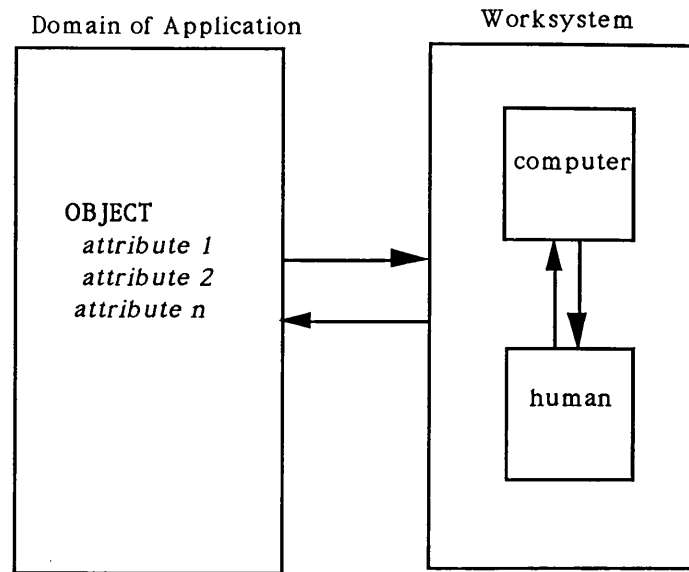 Domain of Application
Worksystem
computer
OBJECT
attribute 1
attribute 2
attribute n
human